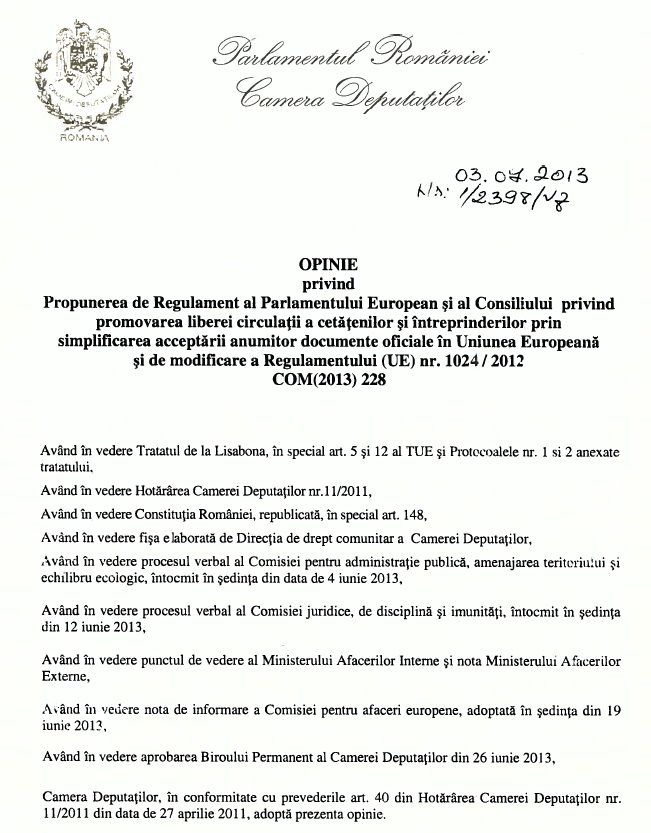 Parlamentul României
Camera Deputaților
CAMERA DEPUTAȚILOR
ROMANIA
03.07.2013
Nr. 1/2398/VZ
OPINIE
privind
Propunerea de Regulament al Parlamentului European şi al Consiliului privind
promovarea liberei circulaţii a cetăţenilor şi întreprinderilor prin
simplificarea acceptării anumitor documente oficiale în Uniunea Europeană
şi de modificare a Regulamentului (UE) nr. 1024 / 2012
COM(2013) 228
Având în vedere Tratatul de la Lisabona, în special art. 5 şi 12 al TUE şi Protocoalele nr. 1 si 2 anexate
tratatului,
Având în vedere Hotărârea Camerei Deputaţilor nr.11/2011,
Având în vedere Constituţia României, republicată, în special art. 148,
Având în vedere fişa elaborată de Direcţia de drept comunitar a Camerei Deputaţilor,
Având în vedere procesul verbal al Comisiei pentru administraţie publică, amenajarea teritoriului şi
echilibru ecologic, întocmit în şedinţa din data de 4 iunie 2013,
Având în vedere procesul verbal al Comisiei juridice, de disciplină şi imunităţi, întocmit în şedinţa
din 12 iunie 2013,
Având în vedere punctul de vedere al Ministerului Afacerilor Interne şi nota Ministerului Afacerilor
Externe,
Având în vedere nota de informare a Comisiei pentru afaceri europene, adoptată în şedinţa din 19
iunie 2013,
Având în vedere aprobarea Biroului Permanent al Camerei Deputaţilor din 26 iunie 2013,
Camera Deputaţilor, în conformitate cu prevederile art. 40 din Hotărârea Camerei Deputaţilor nr.
11/2011 din data de 27 aprilie 2011, adoptă prezenta opinie.